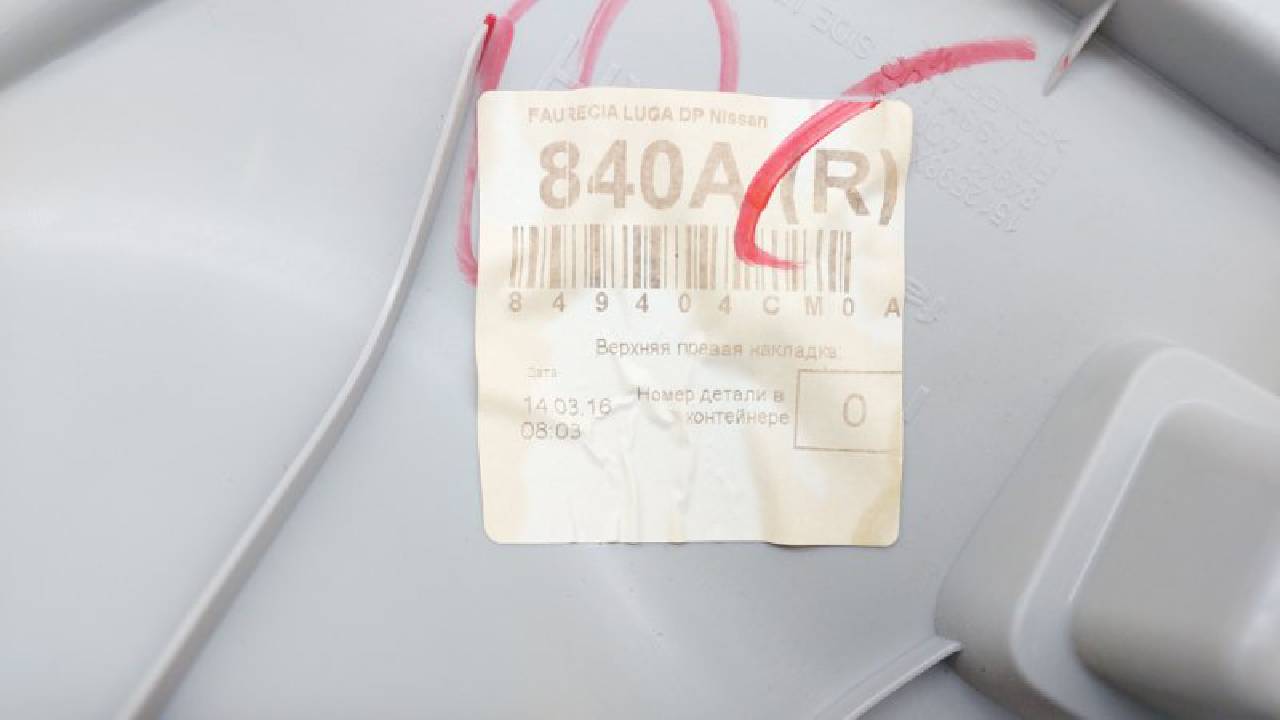 FAURECIA LUGA DP Nissan
840A (R)
849404CM0A
Верхняя правая накладка:
Дата
14.03.16
08:03
Номер детали в
контейнере
0
SIDE